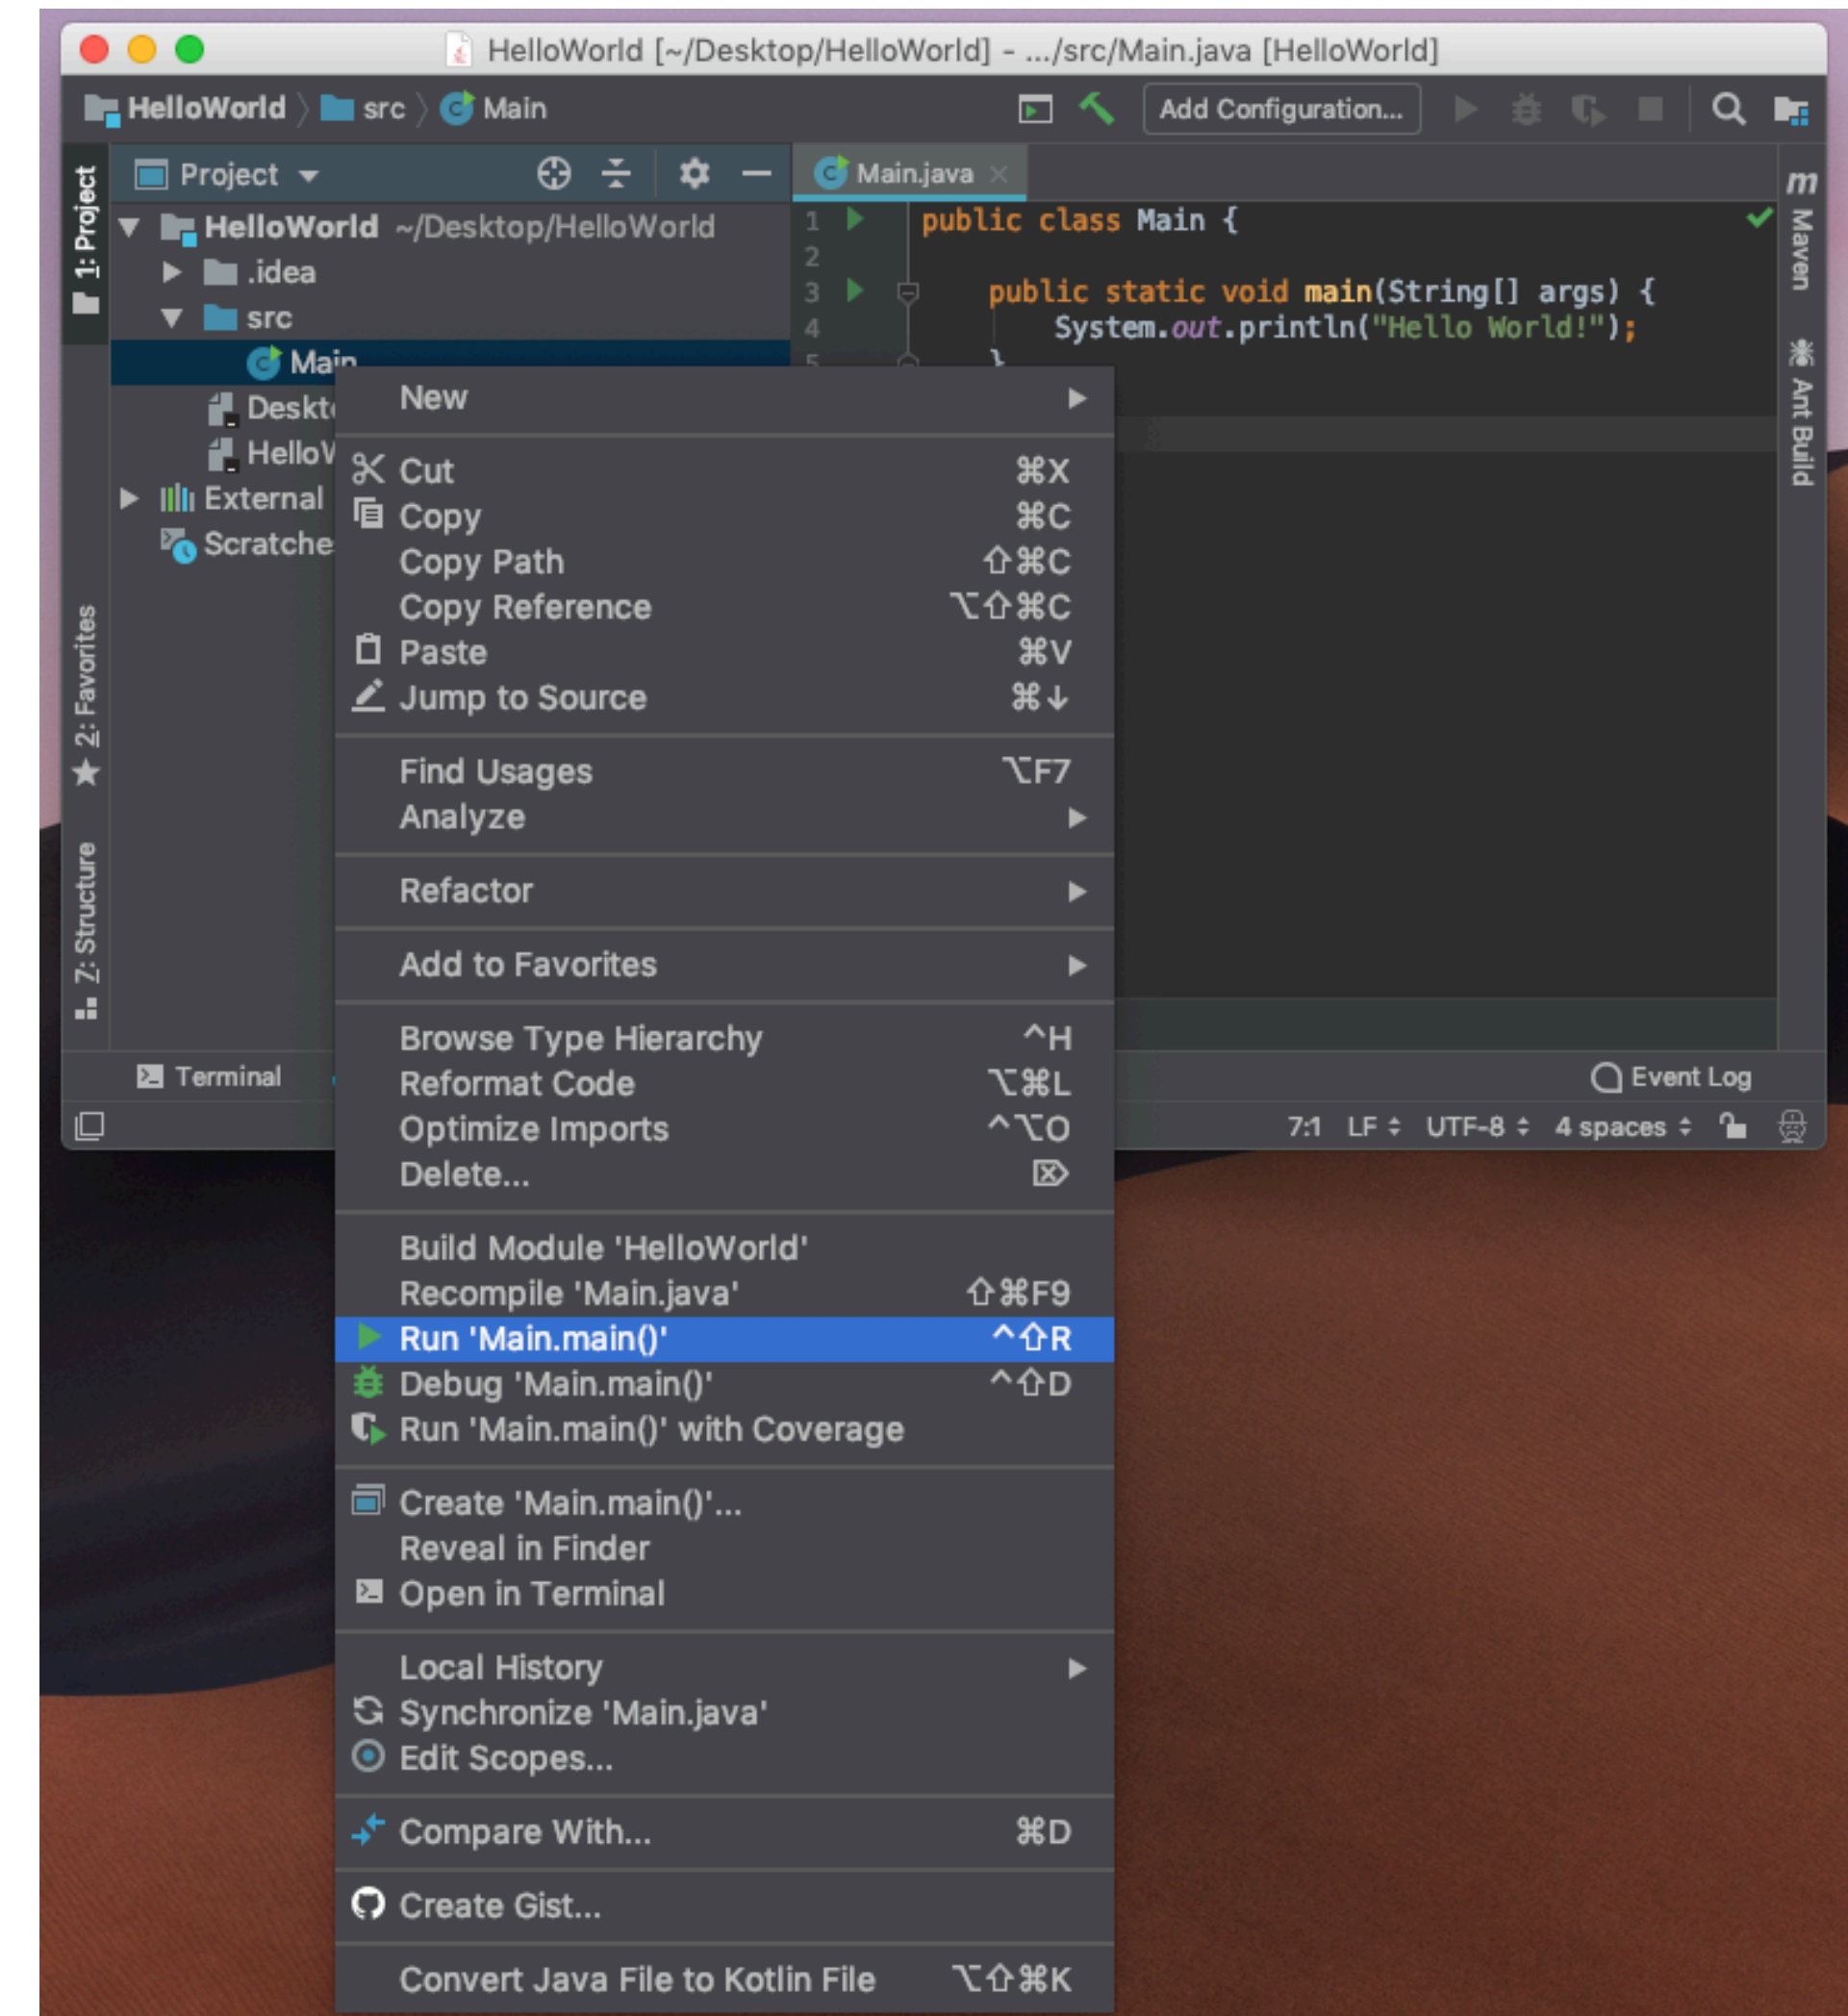 HelloWorld [~/Desktop/HelloWorld] - .../src/Main.java [HelloWorld]
HelloWorld src Main Add Configuration...
1: Project
2: Favorites
7: Structure
Project
HelloWorld ~/Desktop/HelloWorld
.idea
src
Main
Deskt
Hello
External
Scratche
Main.java
1 public class Main {
2
3 public static void main(String[] args) {
4 System.out.println("Hello World!");
5 }
m Maven
Ant Build
New
Cut ⌘X
Copy ⌘C
Copy Path ⇧⌘C
Copy Reference ⌥⇧⌘C
Paste ⌘V
Jump to Source ⌘↓
Find Usages ⌥F7
Analyze
Refactor
Add to Favorites
Browse Type Hierarchy ^H
Reformat Code ⌥⌘L
Optimize Imports ^⌥O
Delete... ⌦
Build Module 'HelloWorld'
Recompile 'Main.java' ⇧⌘F9
Run 'Main.main()' ^⇧R
Debug 'Main.main()' ^⇧D
Run 'Main.main()' with Coverage
Create 'Main.main()'...
Reveal in Finder
Open in Terminal
Local History
Synchronize 'Main.java'
Edit Scopes...
Compare With... ⌘D
Create Gist...
Convert Java File to Kotlin File ⌥⇧⌘K
Terminal
Event Log
7:1 LF UTF-8 4 spaces